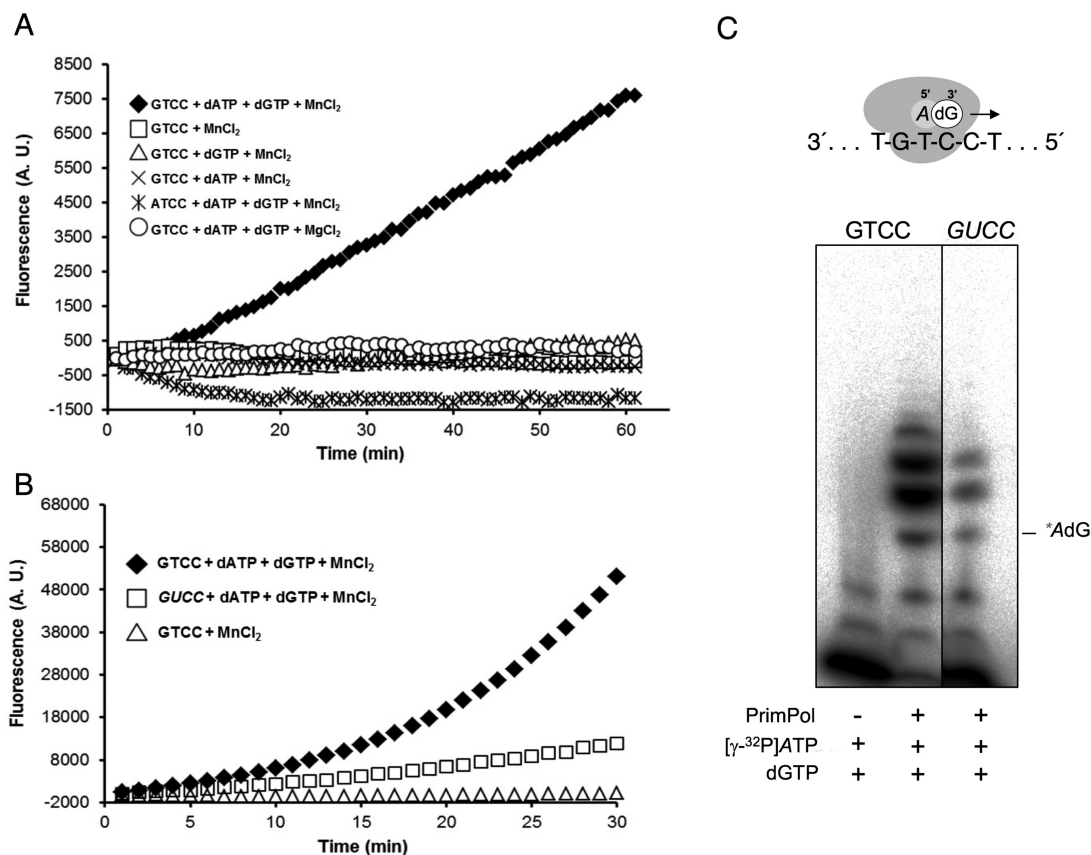 A
8500
7500
6500
5500
4500
3500
2500
1500
500
-500
-1500
Fluorescence (A. U.)
GTCC + dATP + dGTP + MnCl2
GTCC + MnCl2
GTCC + dGTP + MnCl2
GTCC + dATP + MnCl2
ATCC + dATP + dGTP + MnCl2
GTCC + dATP + dGTP + MgCl2
0 10 20 30 40 50 60
Time (min)
B
68000
58000
48000
38000
28000
18000
8000
-2000
Fluorescence (A. U.)
GTCC + dATP + dGTP + MnCl2
GUCC + dATP + dGTP + MnCl2
GTCC + MnCl2
0 5 10 15 20 25 30
Time (min)
C
5' 3'
A dG
3´... T-G-T-C-C-T... 5´
GTCC GUCC
*AdG
PrimPol - + +
[γ-32P]ATP + + +
dGTP + + +